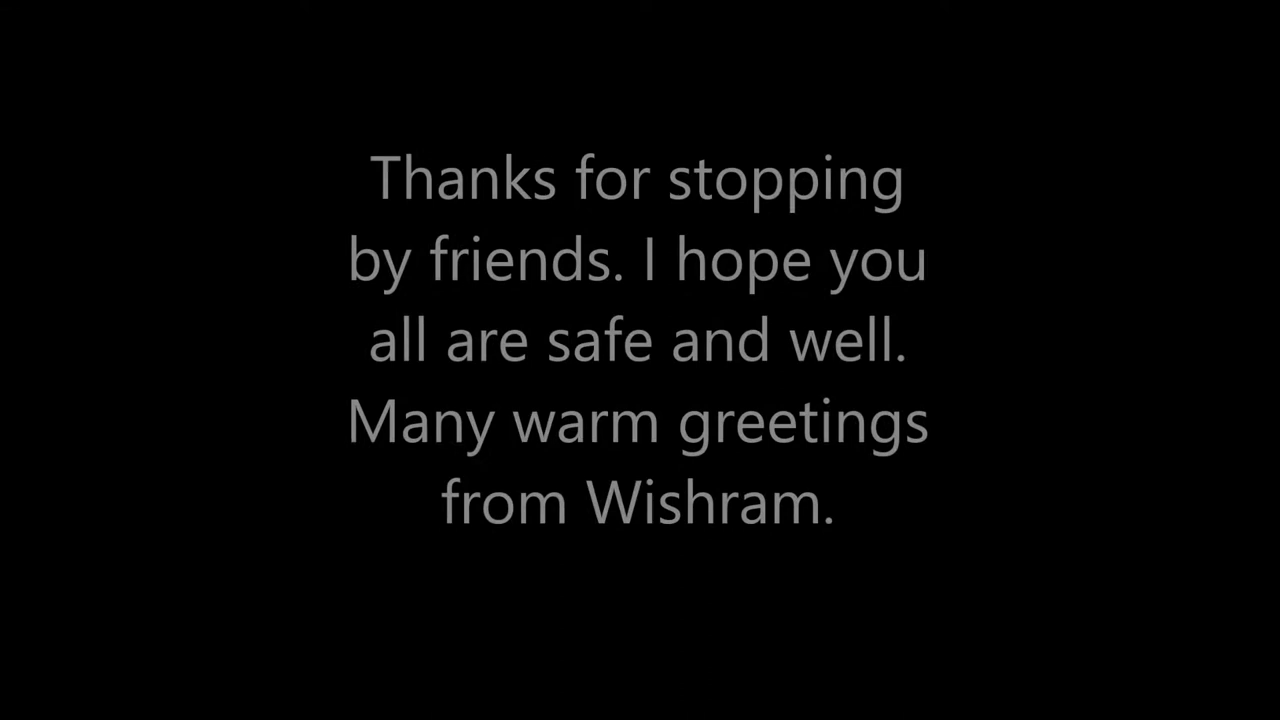 Thanks for stopping
by friends. I hope you
all are safe and well.
Many warm greetings
from Wishram.